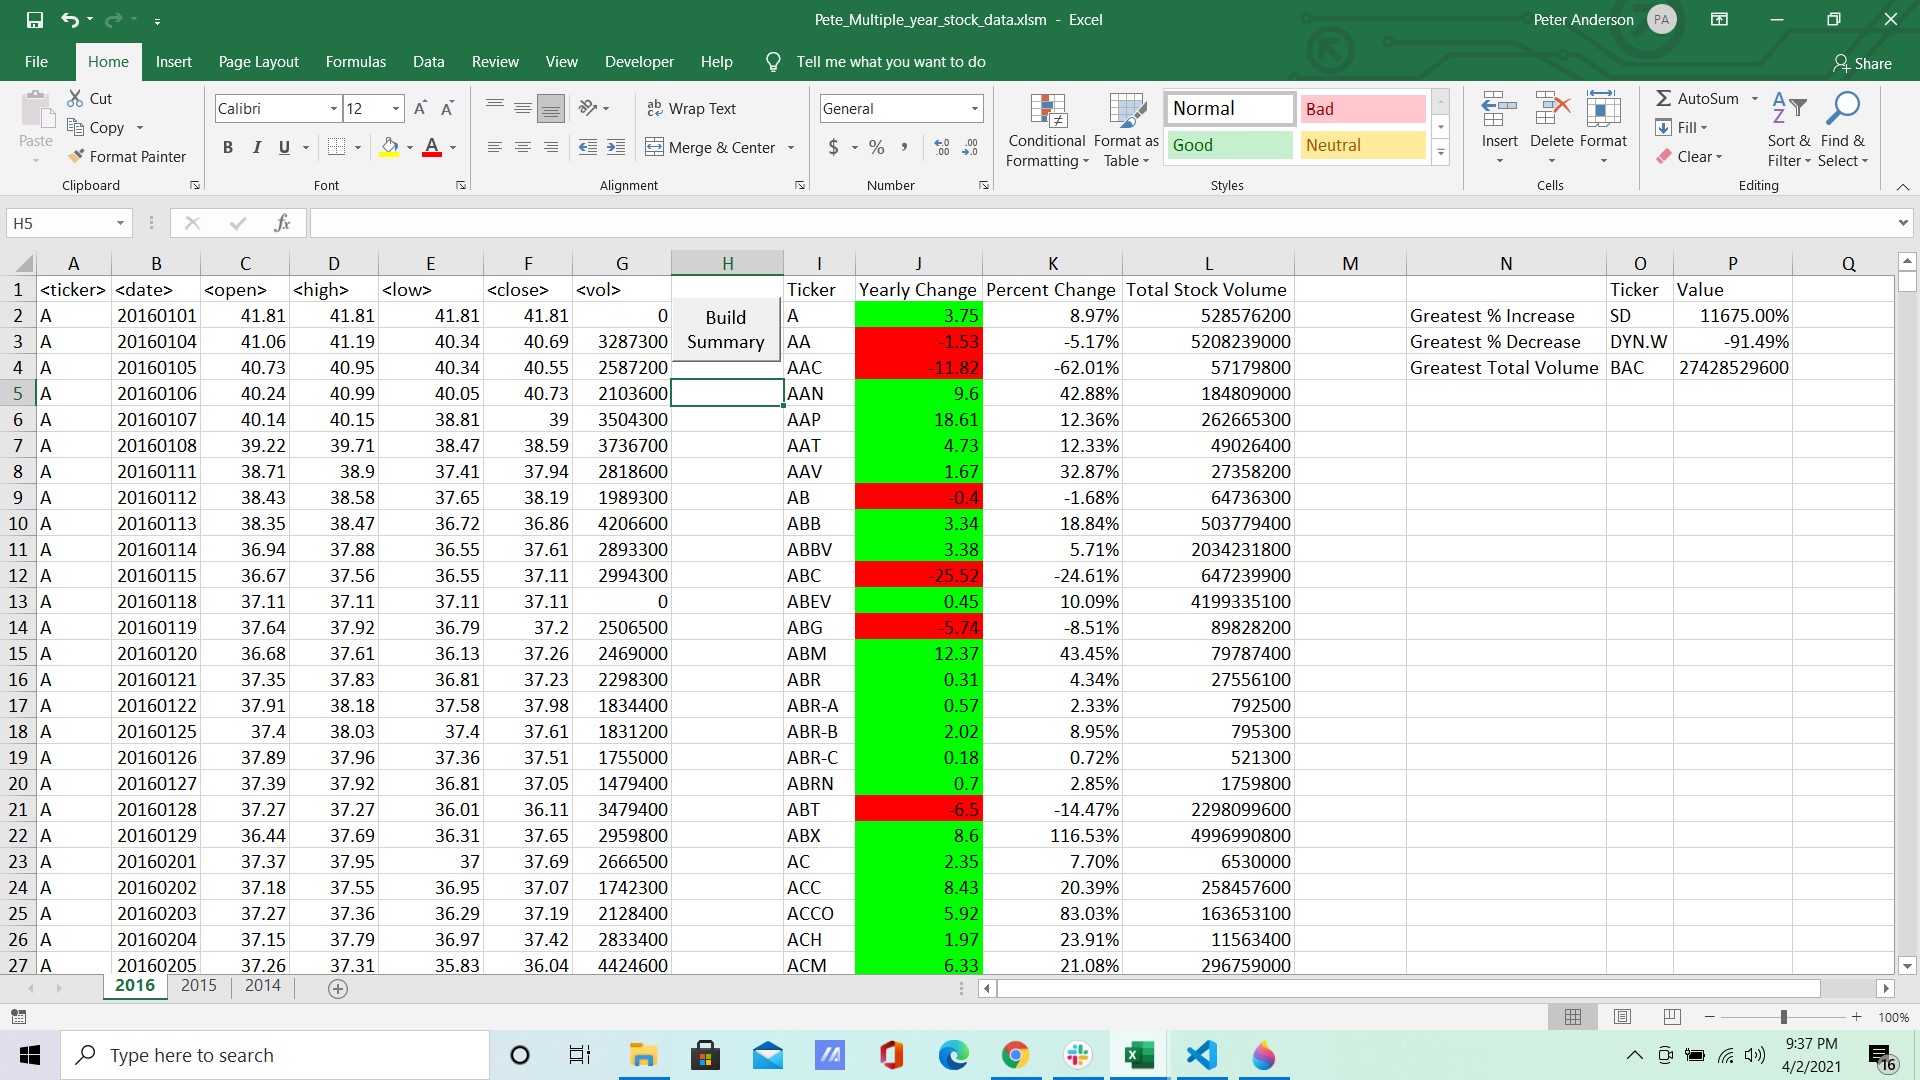 Pete_Multiple_year_stock_data.xlsm - Excel Peter Anderson PA
File Home Insert Page Layout Formulas Data Review View Developer Help Tell me what you want to do Share
Paste Cut Copy Format Painter Clipboard
Calibri 12 A A B I U A Font
ab Wrap Text Merge & Center Alignment
General $ % , Number
Conditional Formatting Format as Table Normal Bad Good Neutral Styles
Insert Delete Format Cells
AutoSum Fill Clear Sort & Filter Find & Select Editing
H5 fx
A B C D E F G H I J K L M N O P Q
1 <ticker> <date> <open> <high> <low> <close> <vol> Ticker Yearly Change Percent Change Total Stock Volume Ticker Value
Build Summary
2 A 20160101 41.81 41.81 41.81 41.81 0 A 3.75 8.97% 528576200 Greatest % Increase SD 11675.00%
3 A 20160104 41.06 41.19 40.34 40.69 3287300 AA -1.53 -5.17% 5208239000 Greatest % Decrease DYN.W -91.49%
4 A 20160105 40.73 40.95 40.34 40.55 2587200 AAC -11.82 -62.01% 57179800 Greatest Total Volume BAC 27428529600
5 A 20160106 40.24 40.99 40.05 40.73 2103600 AAN 9.6 42.88% 184809000
6 A 20160107 40.14 40.15 38.81 39 3504300 AAP 18.61 12.36% 262665300
7 A 20160108 39.22 39.71 38.47 38.59 3736700 AAT 4.73 12.33% 49026400
8 A 20160111 38.71 38.9 37.41 37.94 2818600 AAV 1.67 32.87% 27358200
9 A 20160112 38.43 38.58 37.65 38.19 1989300 AB -0.4 -1.68% 64736300
10 A 20160113 38.35 38.47 36.72 36.86 4206600 ABB 3.34 18.84% 503779400
11 A 20160114 36.94 37.88 36.55 37.61 2893300 ABBV 3.38 5.71% 2034231800
12 A 20160115 36.67 37.56 36.55 37.11 2994300 ABC -25.52 -24.61% 647239900
13 A 20160118 37.11 37.11 37.11 37.11 0 ABEV 0.45 10.09% 4199335100
14 A 20160119 37.64 37.92 36.79 37.2 2506500 ABG -5.74 -8.51% 89828200
15 A 20160120 36.68 37.61 36.13 37.26 2469000 ABM 12.37 43.45% 79787400
16 A 20160121 37.35 37.83 36.81 37.23 2298300 ABR 0.31 4.34% 27556100
17 A 20160122 37.91 38.18 37.58 37.98 1834400 ABR-A 0.57 2.33% 792500
18 A 20160125 37.4 38.03 37.4 37.61 1831200 ABR-B 2.02 8.95% 795300
19 A 20160126 37.89 37.96 37.36 37.51 1755000 ABR-C 0.18 0.72% 521300
20 A 20160127 37.39 37.92 36.81 37.05 1479400 ABRN 0.7 2.85% 1759800
21 A 20160128 37.27 37.27 36.01 36.11 3479400 ABT -6.5 -14.47% 2298099600
22 A 20160129 36.44 37.69 36.31 37.65 2959800 ABX 8.6 116.53% 4996990800
23 A 20160201 37.37 37.95 37 37.69 2666500 AC 2.35 7.70% 6530000
24 A 20160202 37.18 37.55 36.95 37.07 1742300 ACC 8.43 20.39% 258457600
25 A 20160203 37.27 37.36 36.29 37.19 2128400 ACCO 5.92 83.03% 163653100
26 A 20160204 37.15 37.79 36.97 37.42 2833400 ACH 1.97 23.91% 11563400
27 A 20160205 37.26 37.31 35.83 36.04 4424600 ACM 6.33 21.08% 296759000
2016 2015 2014
100%
Type here to search
9:37 PM
4/2/2021
16